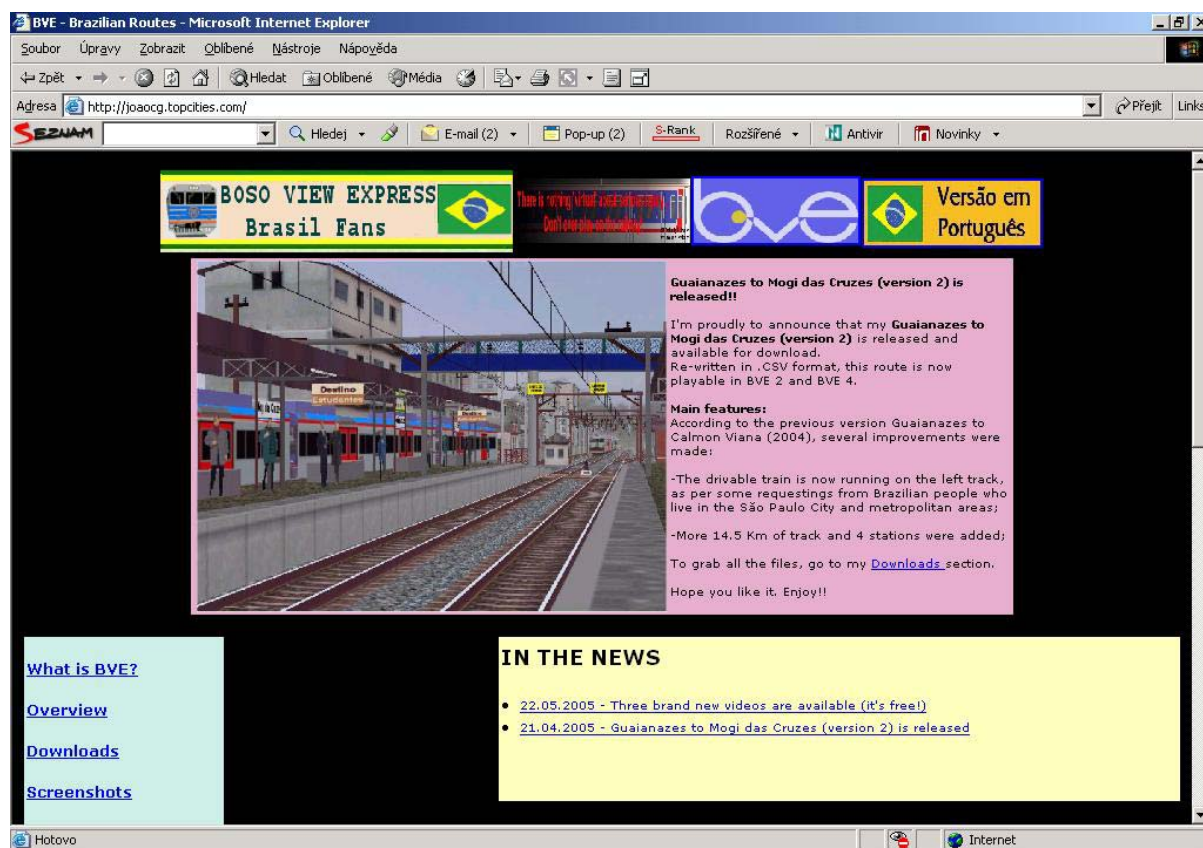 BVE - Brazilian Routes - Microsoft Internet Explorer
Soubor Úpravy Zobrazit Oblíbené Nástroje Nápověda
Zpět Hledat Oblíbené Média
Adresa http://joaocg.topcities.com/ Přejít Links
SEZNAM Hledej E-mail (2) Pop-up (2) S-Rank Rozšířené Antivir Novinky
BOSO VIEW EXPRESS
Brasil Fans
bve
Versão em
Português
Destino
Estudantes
Guaianazes to Mogi das Cruzes (version 2) is
released!!
I'm proudly to announce that my Guaianazes to
Mogi das Cruzes (version 2) is released and
available for download.
Re-written in .CSV format, this route is now
playable in BVE 2 and BVE 4.
Main features:
According to the previous version Guaianazes to
Calmon Viana (2004), several improvements were
made:
-The drivable train is now running on the left track,
as per some requestings from Brazilian people who
live in the São Paulo City and metropolitan areas;
-More 14.5 Km of track and 4 stations were added;
To grab all the files, go to my Downloads section.
Hope you like it. Enjoy!!
What is BVE?
Overview
Downloads
Screenshots
IN THE NEWS
22.05.2005 - Three brand new videos are available (it's free!)
21.04.2005 - Guaianazes to Mogi das Cruzes (version 2) is released
Hotovo Internet